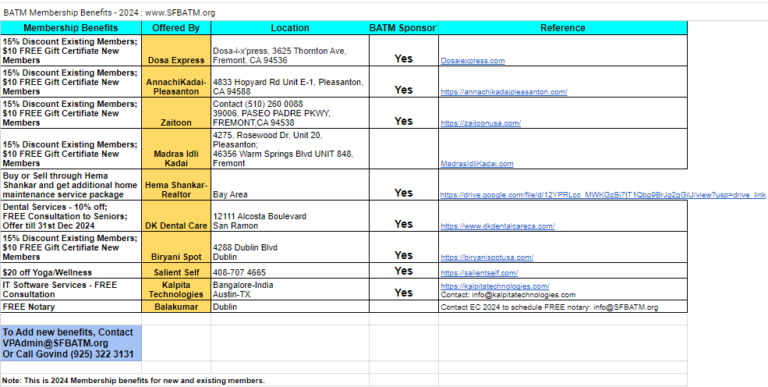 BATM Membership Benefits - 2024 : www.SFBATM.org
Membership Benefits Offered By Location BATM Sponsor Reference
15% Discount Existing Members;
$10 FREE Gift Certifiate New
Members
Dosa Express
Dosa-i-x'press, 3625 Thornton Ave,
Fremont, CA 94536
Yes
Dosaiexpress.com
15% Discount Existing Members;
$10 FREE Gift Certifiate New
Members
AnnachiKadai-
Pleasanton
4833 Hopyard Rd Unit E-1, Pleasanton,
CA 94588
Yes
https://annachikadaipleasanton.com/
15% Discount Existing Members;
$10 FREE Gift Certifiate New
Members
Zaitoon
Contact (510) 260 0088
39006, PASEO PADRE PKWY,
FREMONT,CA 94538
Yes
https://zaitoonusa.com/
15% Discount Existing Members;
$10 FREE Gift Certifiate New
Members
Madras Idli
Kadai
4275, Rosewood Dr, Unit 20,
Pleasanton;
46356 Warm Springs Blvd UNIT 848,
Fremont
MadrasIdliKadai.com
Buy or Sell through Hema
Shankar and get additional home
maintenance service package
Hema Shankar-
Realtor
Bay Area
Yes
Dental Services - 10% off;
FREE Consultation to Seniors;
Offer till 31st Dec 2024
DK Dental Care
12111 Alcosta Boulevard
San Ramon
Yes
https://www.dkdentalcareca.com/
15% Discount Existing Members;
$10 FREE Gift Certifiate New
Members
Biryani Spot
4288 Dublin Blvd
Dublin
Yes
https://biryanispotusa.com/
$20 off Yoga/Wellness
Salient Self
408-707 4665
Yes
https://salientself.com/
IT Software Services - FREE
Consultation
Kalpita
Technologies
Bangalore-India
Austin-TX
Yes
https://kalpitatechnologies.com/
Contact: info@kalpitatechnologies.com
FREE Notary
Balakumar
Dublin
Contact EC 2024 to schedule FREE notary: info@SFBATM.org
To Add new benefits, Contact
VPAdmin@SFBATM.org
Or Call Govind (925) 322 3131
Note: This is 2024 Membership benefits for new and existing members.